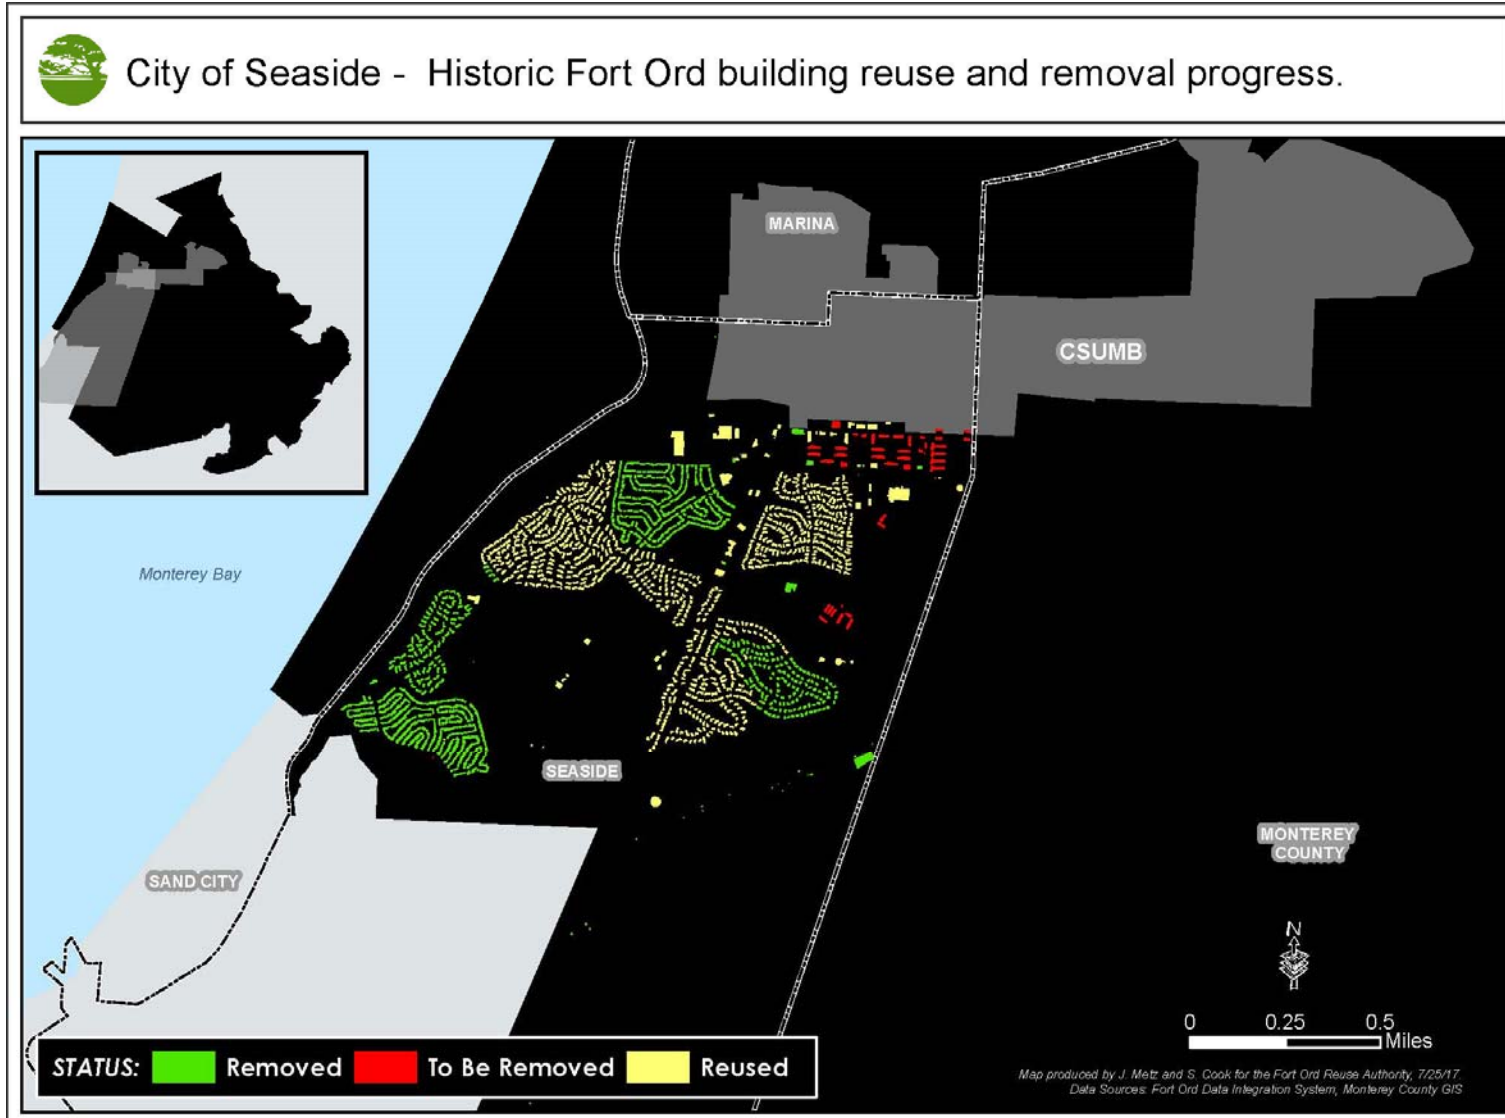 City of Seaside - Historic Fort Ord building reuse and removal progress.
MARINA
CSUMB
Monterey Bay
SEASIDE
SAND CITY
MONTEREY
COUNTY
N
0 0.25 0.5
Miles
STATUS: Removed To Be Removed Reused
Map produced by J. Metz and S. Cook for the Fort Ord Reuse Authority, 7/25/17.
Data Sources: Fort Ord Data Integration System, Monterey County GIS